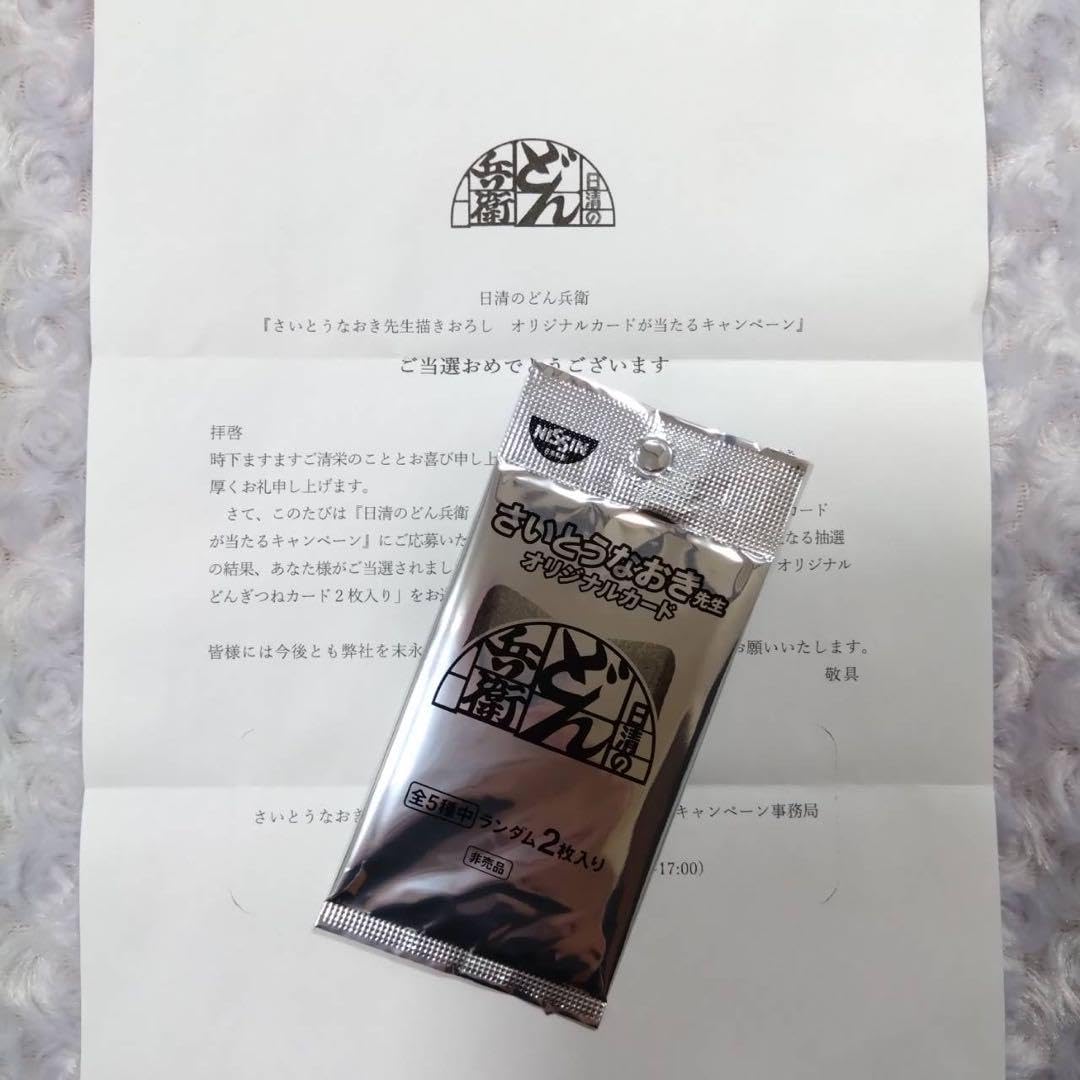 日清の
どん
兵衛
日清のどん兵衛
『さいとうなおき先生描きおろし　オリジナルカードが当たるキャンペーン』
ご当選おめでとうございます
拝啓
時下ますますご清栄のこととお喜び申し上
厚くお礼申し上げます。
さて、このたびは『日清のどん兵衛 カード
が当たるキャンペーン』にご応募いた なる抽選
の結果、あなた様がご当選されまし オリジナル
どんぎつねカード２枚入り」をお
皆様には今後とも弊社を末永 お願いいたします。
敬具
さいとうなおき キャンペーン事務局
17:00）
NISSIN
さいとうなおき先生
オリジナルカード
日清の
どん
兵衛
全5種中ランダム2枚入り
非売品